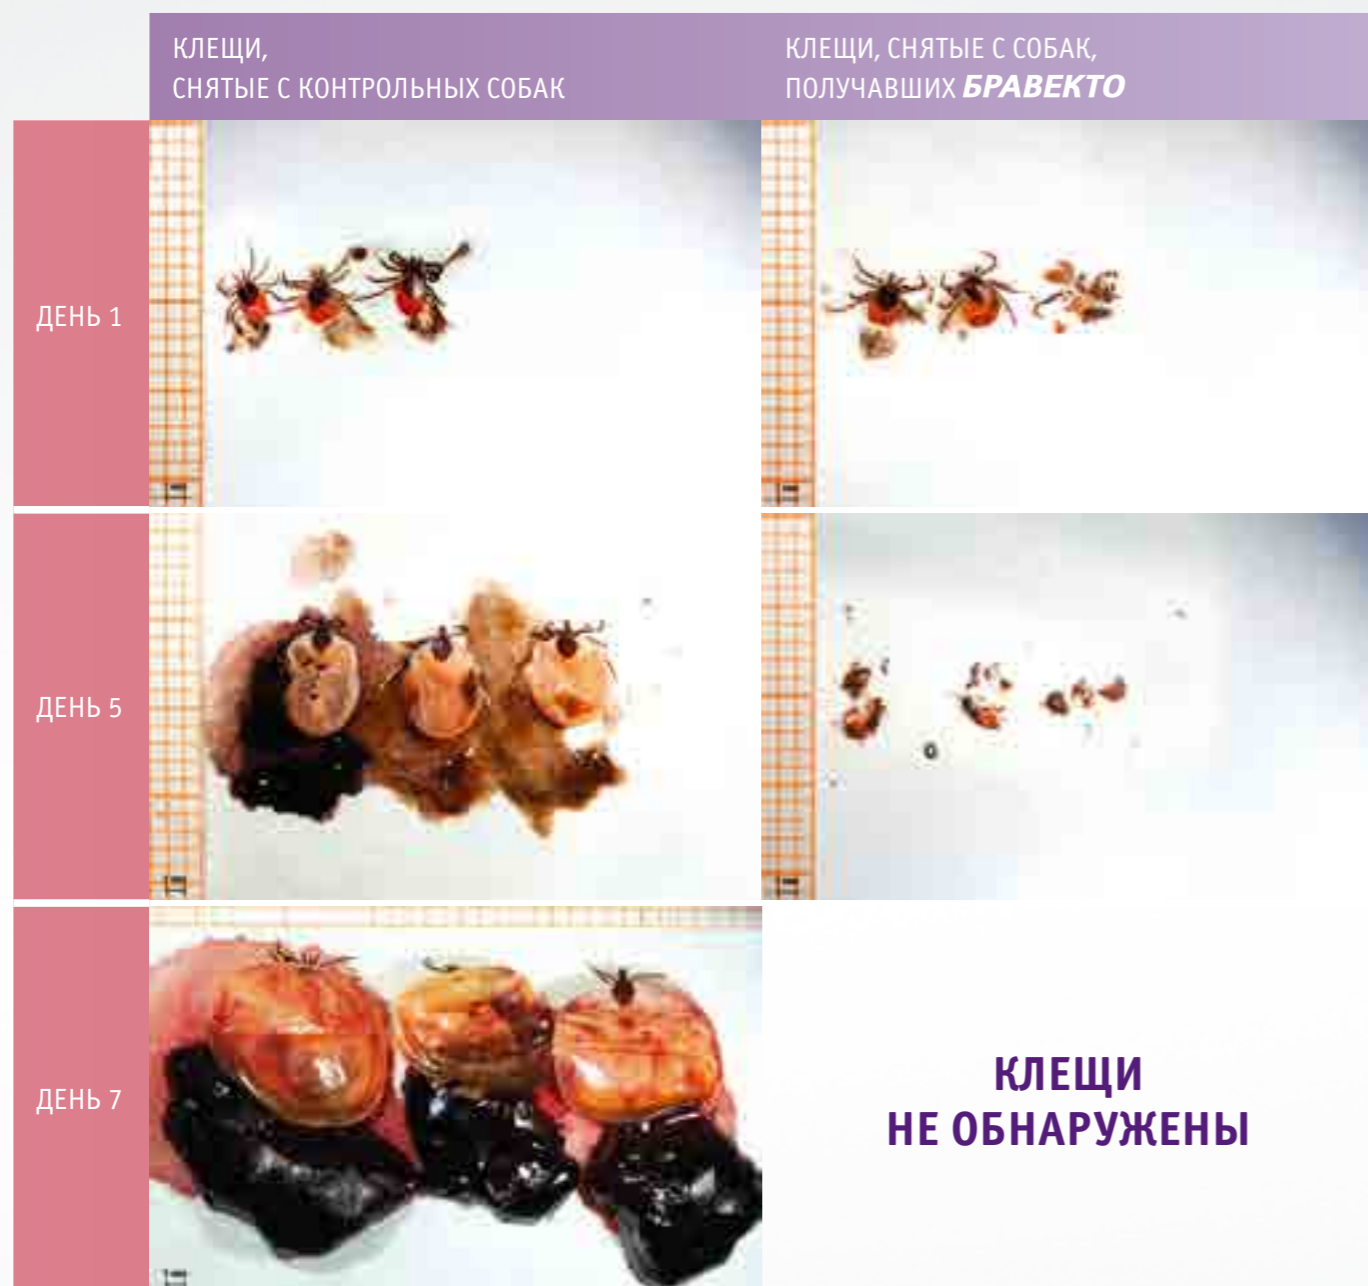 КЛЕЩИ,
СНЯТЫЕ С КОНТРОЛЬНЫХ СОБАК
КЛЕЩИ, СНЯТЫЕ С СОБАК,
ПОЛУЧАВШИХ БРАВЕКТО
ДЕНЬ 1
ДЕНЬ 5
ДЕНЬ 7
КЛЕЩИ
НЕ ОБНАРУЖЕНЫ